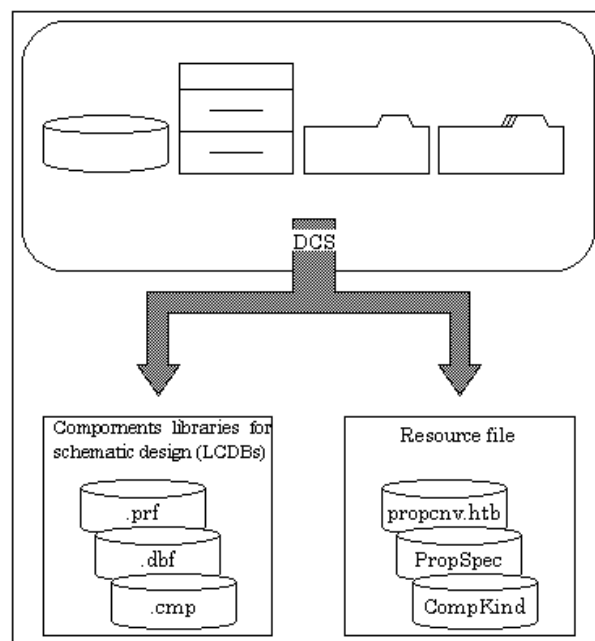 DCS
Compornents libraries for
schematic design (LCDBs)
.prf
.dbf
.cmp
Resource file
propcnv.htb
PropSpec
CompKind